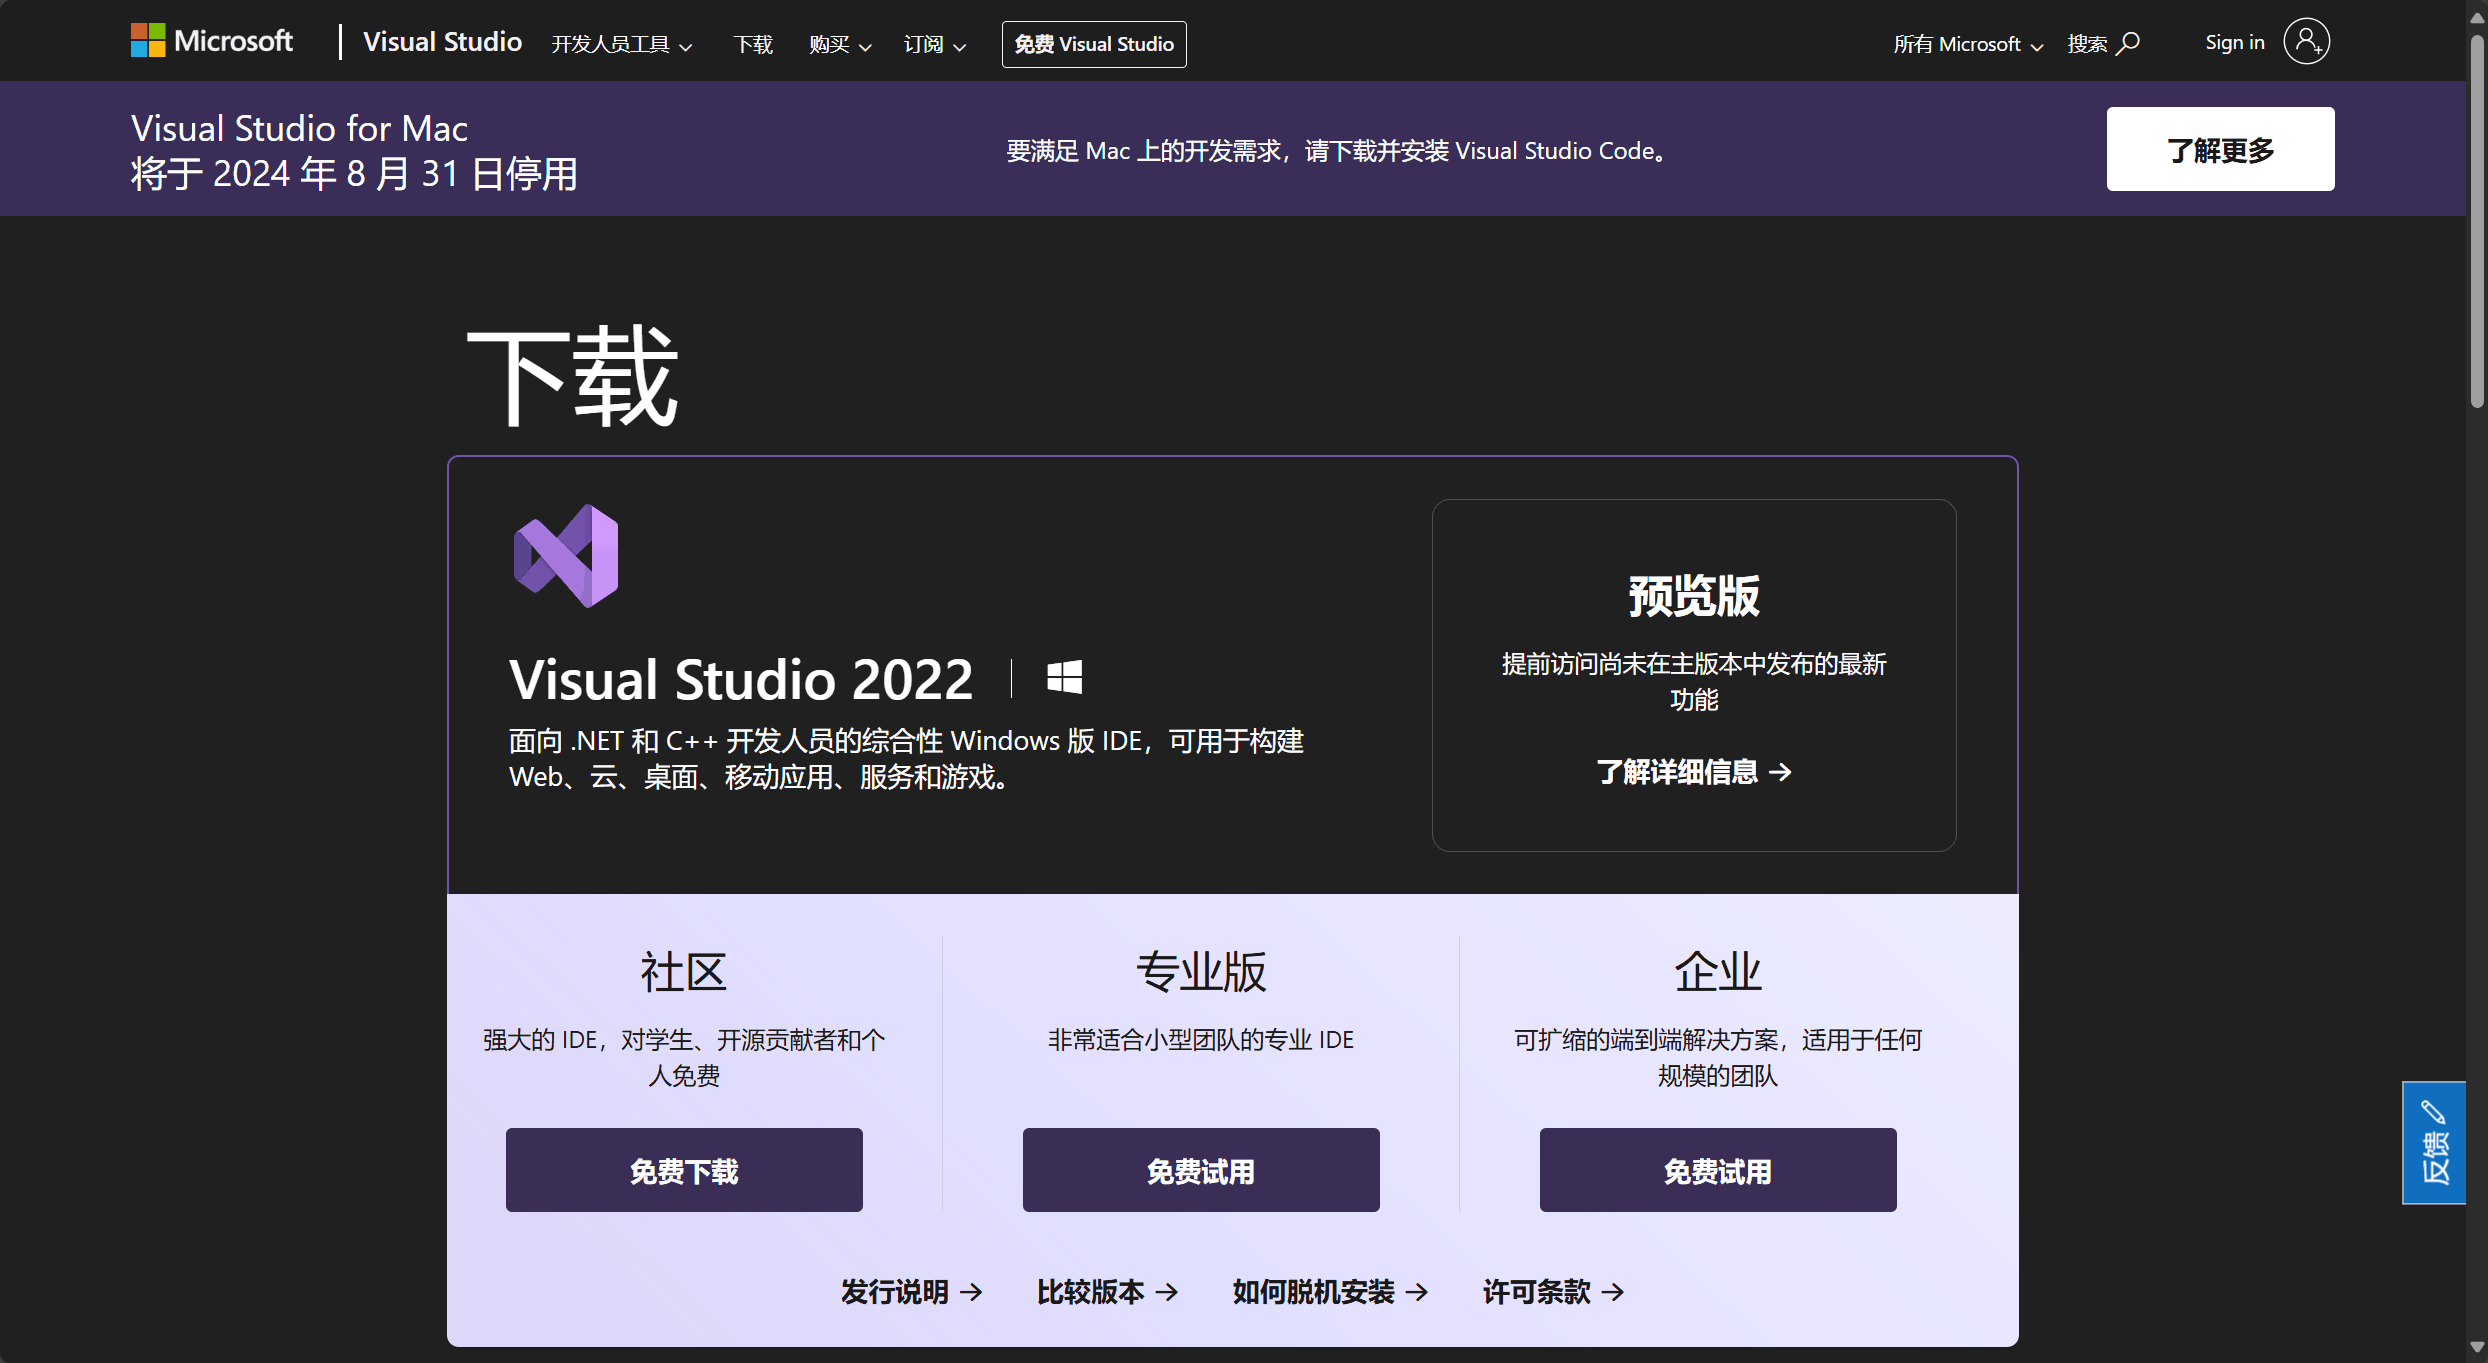 Microsoft
Visual Studio
开发人员工具
下载
购买
订阅
免费 Visual Studio
所有 Microsoft
搜索
Sign in
Visual Studio for Mac
将于 2024 年 8 月 31 日停用
要满足 Mac 上的开发需求，请下载并安装 Visual Studio Code。
了解更多
下载
Visual Studio 2022
面向 .NET 和 C++ 开发人员的综合性 Windows 版 IDE，可用于构建
Web、云、桌面、移动应用、服务和游戏。
预览版
提前访问尚未在主版本中发布的最新
功能
了解详细信息 →
社区
强大的 IDE，对学生、开源贡献者和个
人免费
免费下载
专业版
非常适合小型团队的专业 IDE
免费试用
企业
可扩缩的端到端解决方案，适用于任何
规模的团队
免费试用
发行说明 →
比较版本 →
如何脱机安装 →
许可条款 →
反馈